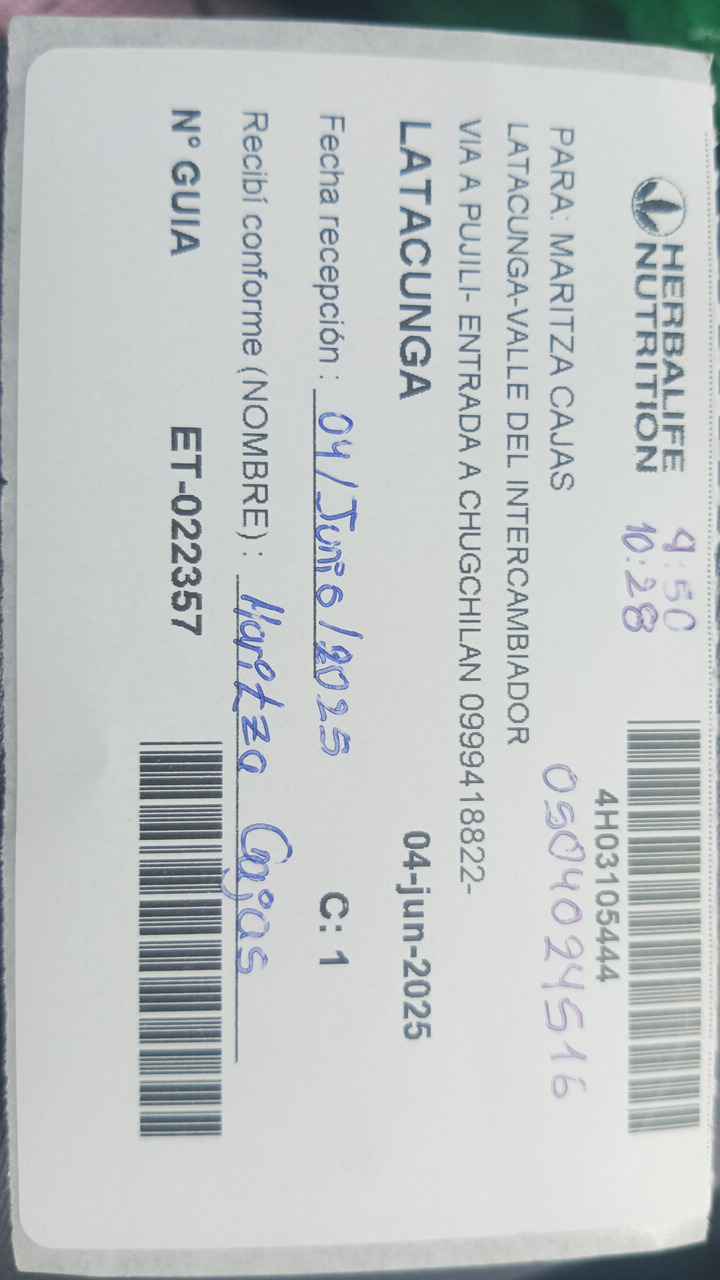 HERBALIFE
NUTRITION
9:50
10:28
4H03105444
PARA: MARITZA CAJAS
0504024516
LATACUNGA-VALLE DEL INTERCAMBIADOR
VIA A PUJILI- ENTRADA A CHUGCHILAN 0999418822-
LATACUNGA 04-jun-2025
Fecha recepción : 04/Junio/2025 C: 1
Recibí conforme (NOMBRE) : Maritza Cajas
N° GUIA ET-022357